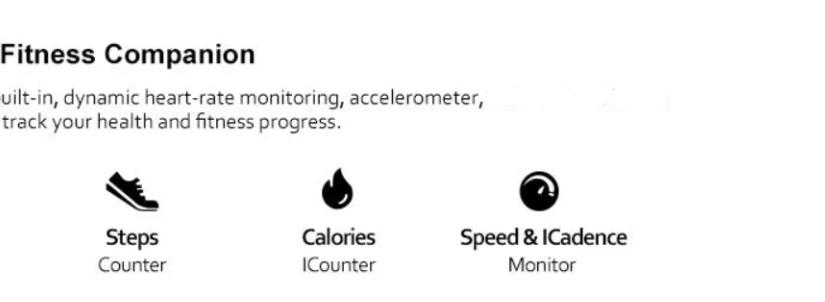 Fitness Companion
uilt-in, dynamic heart-rate monitoring, accelerometer,
track your health and fitness progress.
Steps
Counter
Calories
ICounter
Speed & ICadence
Monitor